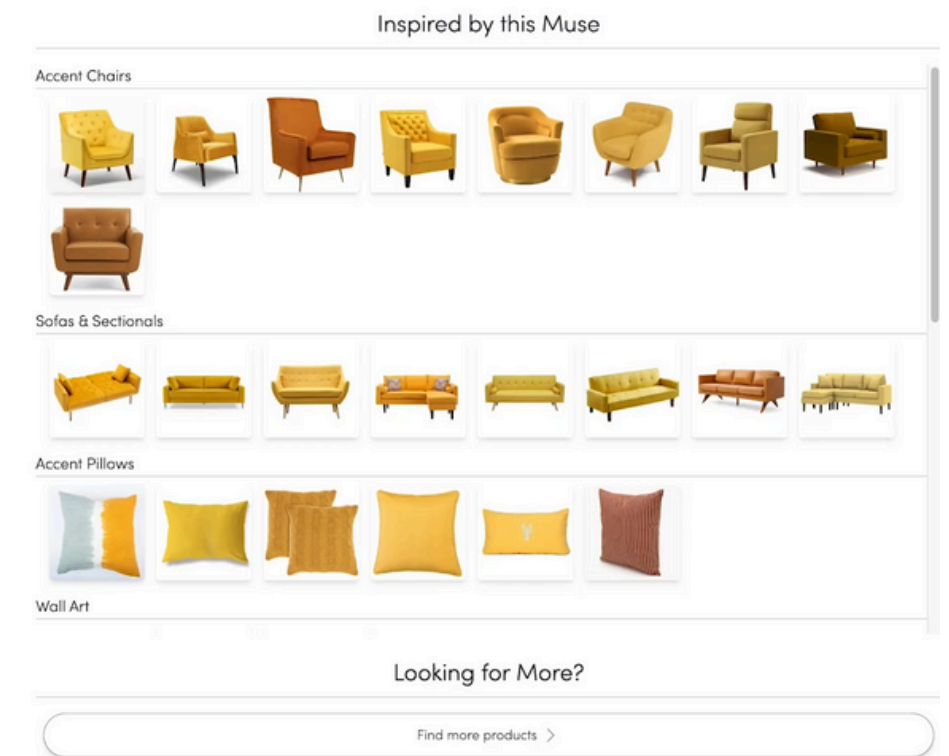 Inspired by this Muse
Accent Chairs
Sofas & Sectionals
Accent Pillows
Wall Art
Looking for More?
Find more products